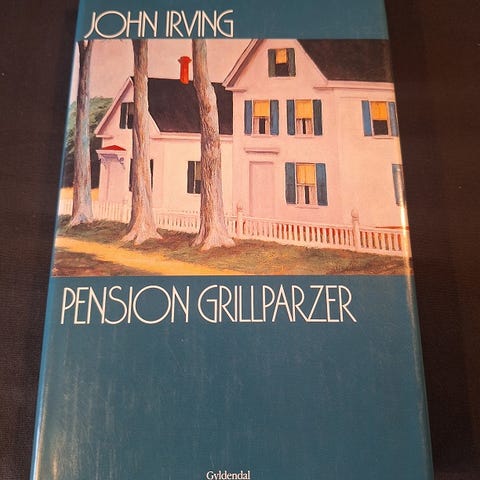 JOHN IRVING
PENSION GRILLPARZER
Gyldendal